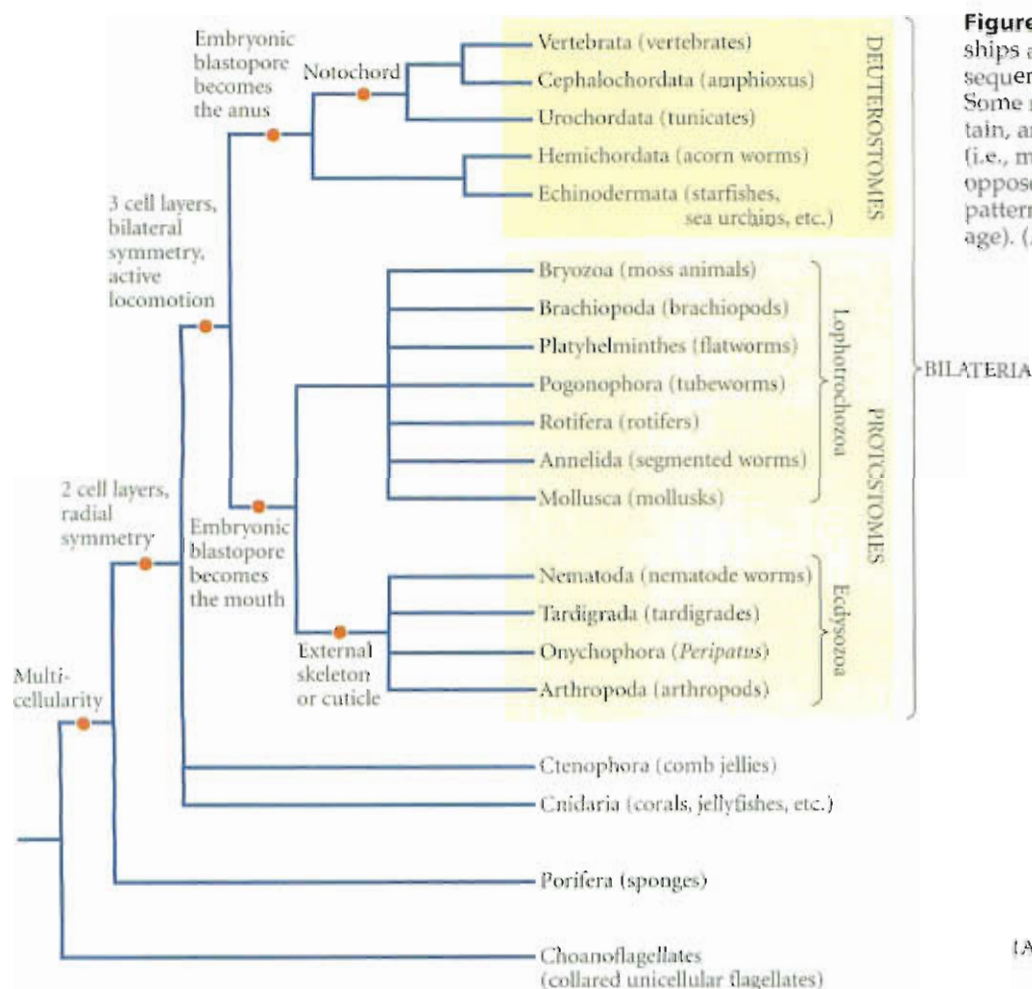 Embryonic
blastopore
becomes
the anus
Notochord
Vertebrata (vertebrates)
Cephalochordata (amphioxus)
Urochordata (tunicates)
Hemichordata (acorn worms)
Echinodermata (starfishes,
sea urchins, etc.)
DEUTEROSTOMES
3 cell layers,
bilateral
symmetry,
active
locomotion
Bryozoa (moss animals)
Brachiopoda (brachiopods)
Platyhelminthes (flatworms)
Pogonophora (tubeworms)
Rotifera (rotifers)
Annelida (segmented worms)
Mollusca (mollusks)
Lophotrochozoa
PROTCSTOMES
BILATERIA
2 cell layers,
radial
symmetry
Embryonic
blastopore
becomes
the mouth
Nematoda (nematode worms)
Tardigrada (tardigrades)
Onychophora (Peripatus)
Arthropoda (arthropods)
Ecdysozoa
External
skeleton
or cuticle
Multi-
cellularity
Ctenophora (comb jellies)
Cnidaria (corals, jellyfishes, etc.)
Porifera (sponges)
Choanoflagellates
(collared unicellular flagellates)
Figure
ships a
sequen
Some r
tain, ar
(i.e., m
oppose
pattern
age). (